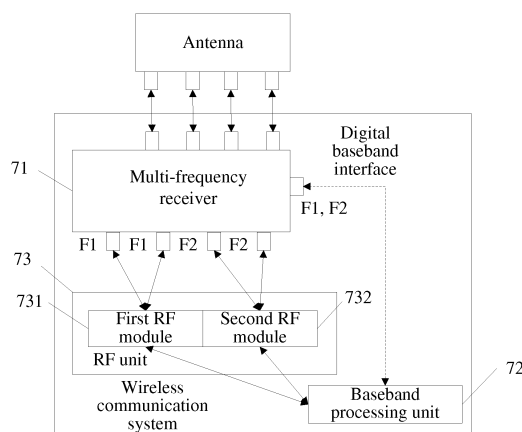 Antenna
Digital
baseband
interface
71
Multi-frequency
receiver
F1, F2
F1 F1 F2 F2
73
731
732
First RF
module
Second RF
module
RF unit
Wireless
communication
system
Baseband
processing unit
72